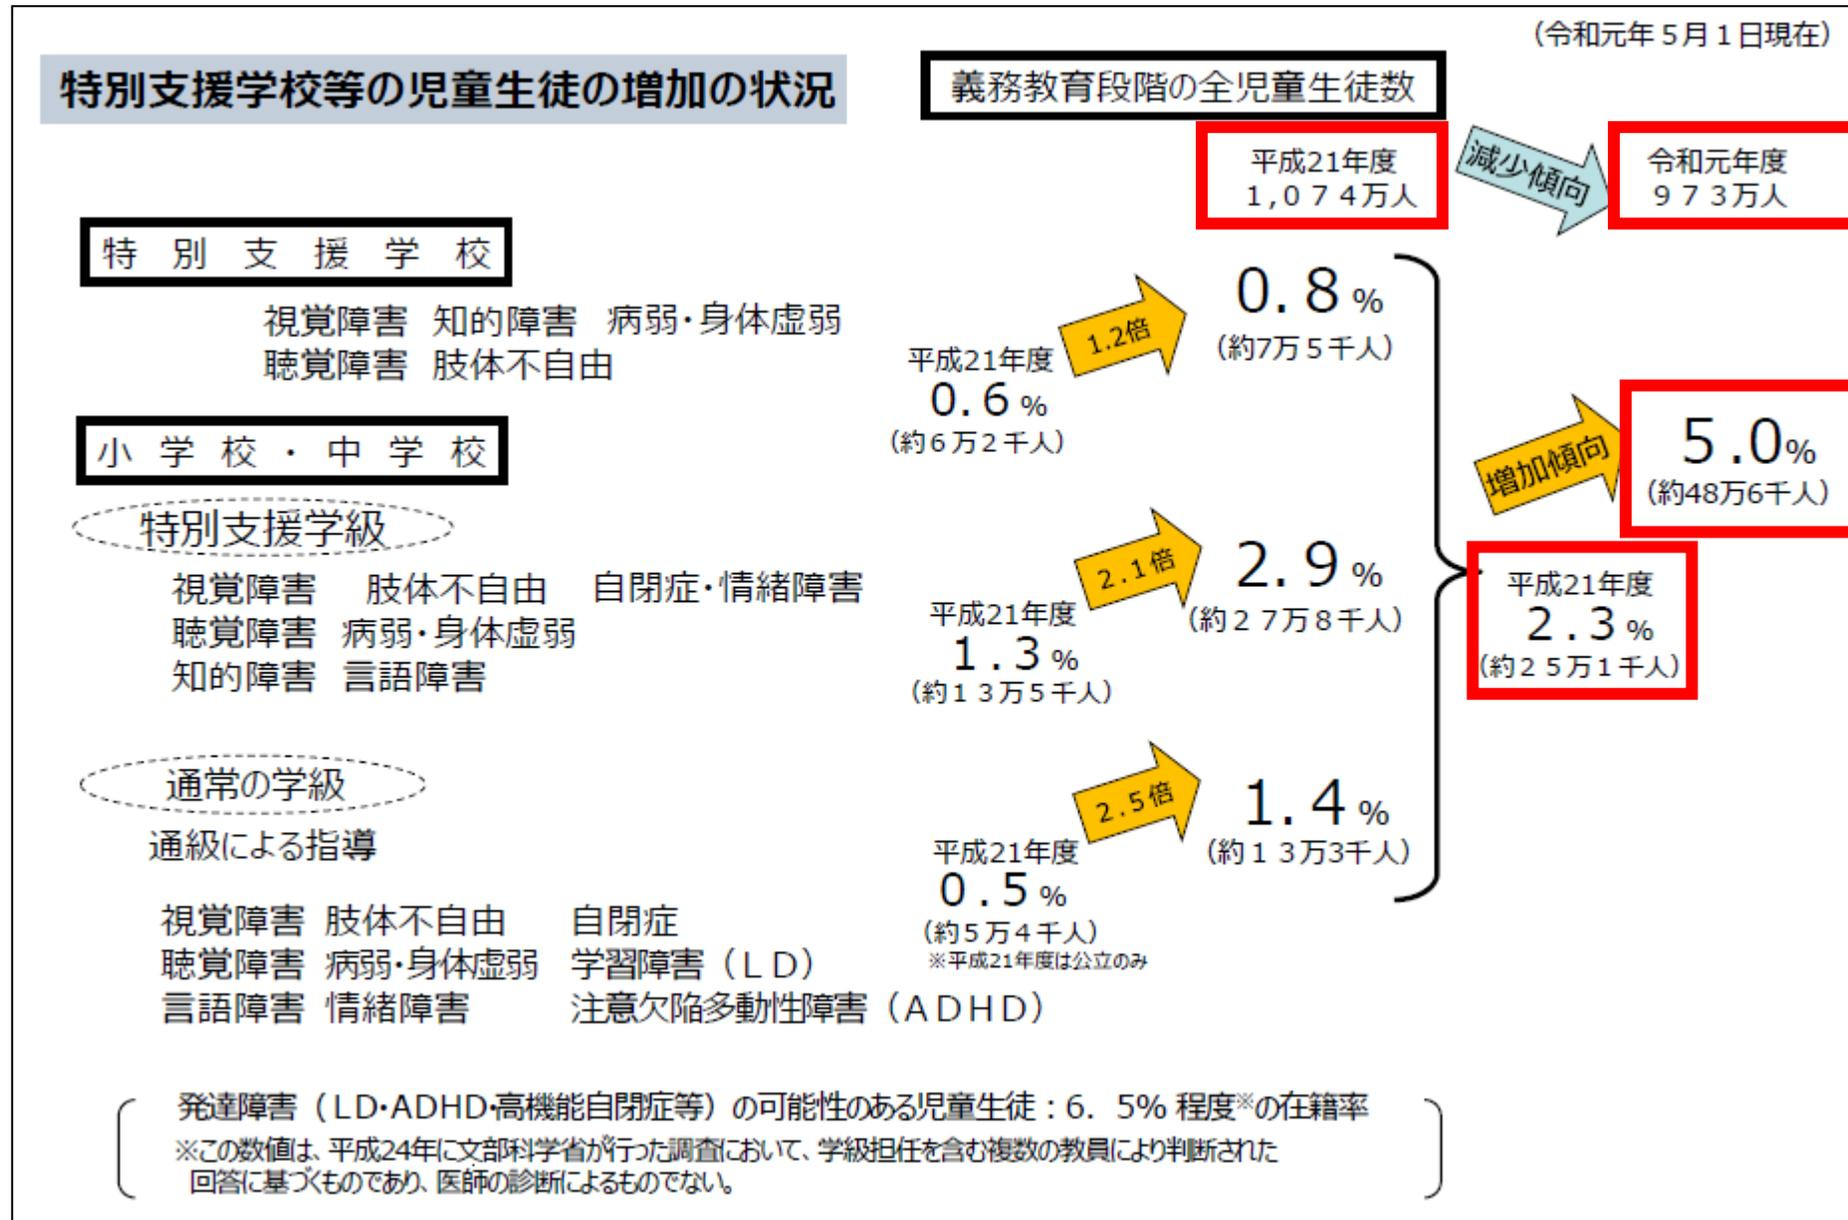 （令和元年５月１日現在）
特別支援学校等の児童生徒の増加の状況
義務教育段階の全児童生徒数
平成21年度
1,０７４万人
減少傾向
令和元年度
９７３万人
特別支援学校
視覚障害 知的障害 病弱・身体虚弱
聴覚障害 肢体不自由
平成21年度
0.6％
（約６万２千人）
1.2倍
0.8％
（約7万５千人）
小学校・中学校
特別支援学級
視覚障害 肢体不自由 自閉症・情緒障害
聴覚障害 病弱・身体虚弱
知的障害 言語障害
平成21年度
1.3％
（約１３万５千人）
2.1倍
2.9％
（約２７万８千人）
増加傾向
5.0％
（約48万6千人）
平成21年度
2.3％
（約２５万１千人）
通常の学級
通級による指導
視覚障害 肢体不自由 自閉症
聴覚障害 病弱・身体虚弱 学習障害（ＬＤ）
言語障害 情緒障害 注意欠陥多動性障害（ＡＤＨＤ）
平成21年度
0.5％
（約５万４千人）
※平成21年度は公立のみ
2.5倍
1.4％
（約１３万3千人）
発達障害（LD・ADHD・高機能自閉症等）の可能性のある児童生徒：6．5％ 程度※の在籍率
※この数値は、平成24年に文部科学省が行った調査において、学級担任を含む複数の教員により判断された
回答に基づくものであり、医師の診断によるものでない。